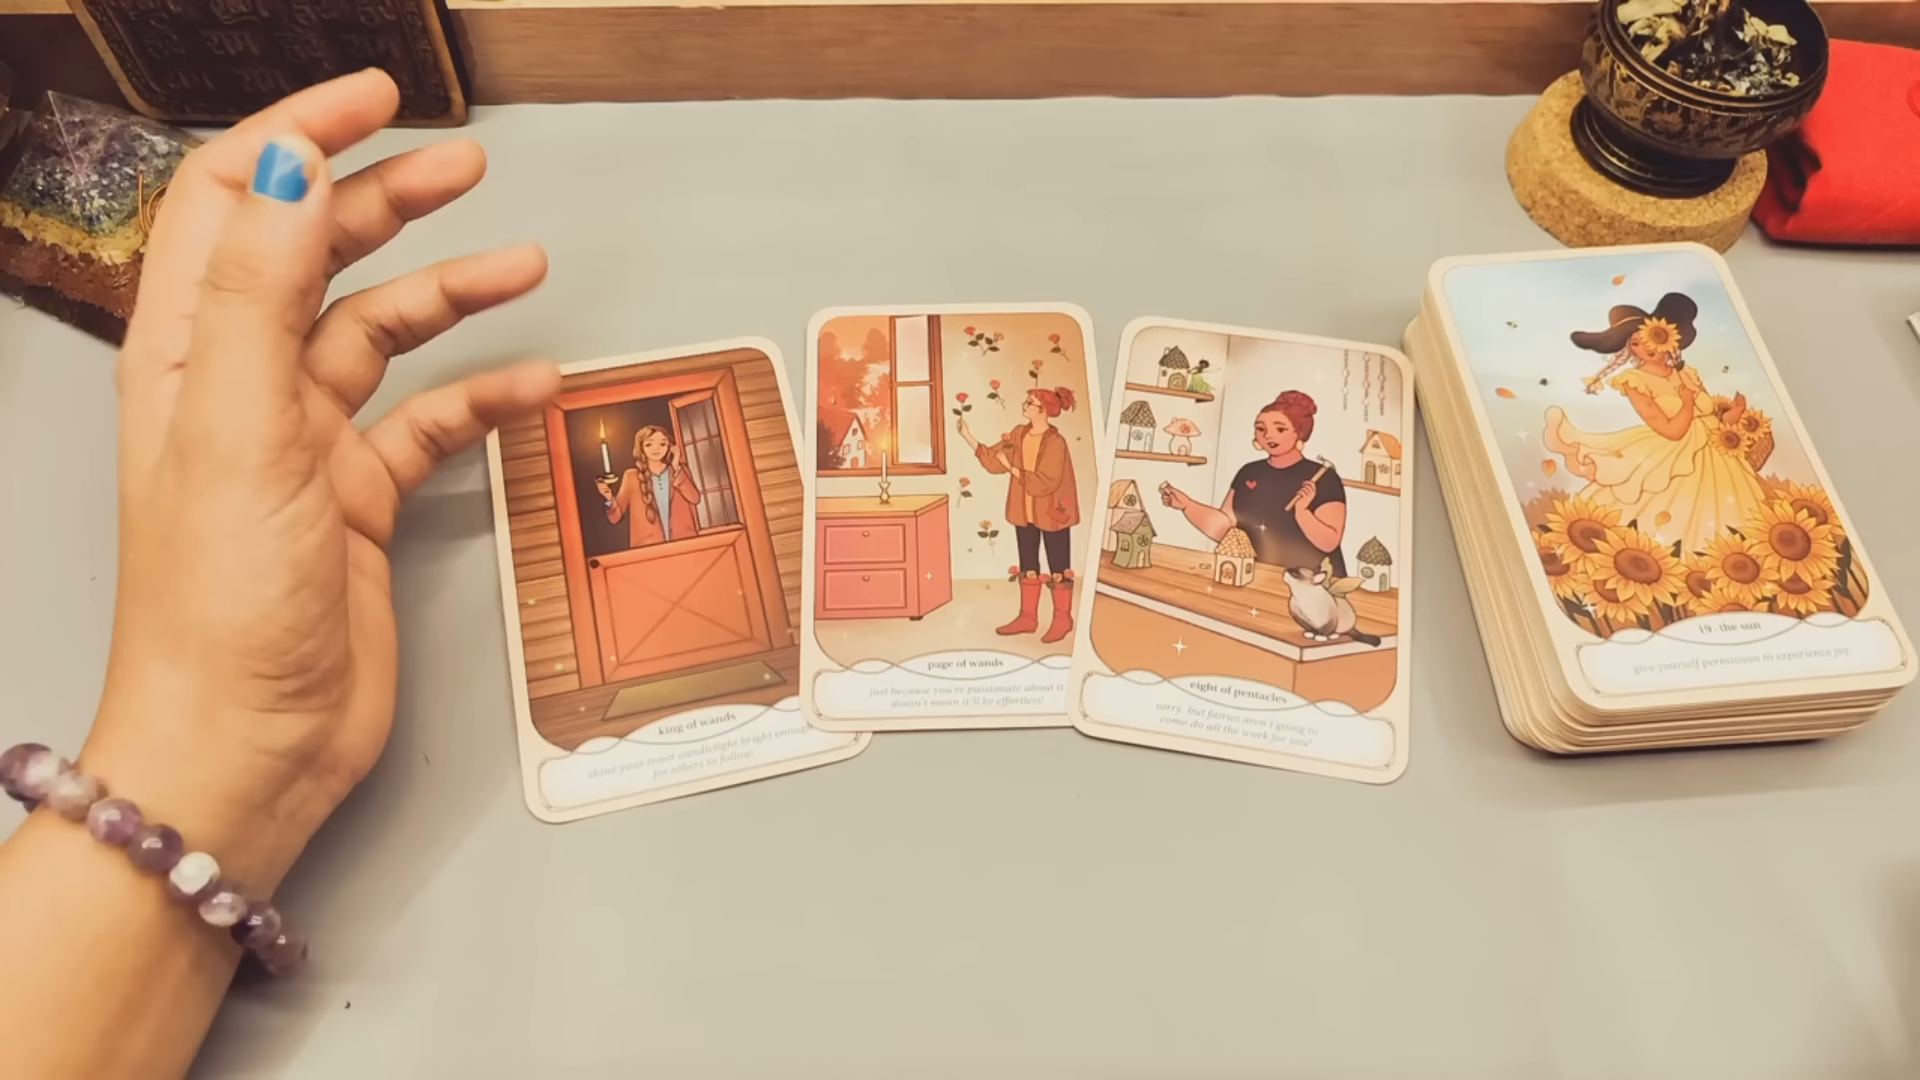 king of wands
shine your inner candlelight bright enough
for others to follow.
page of wands
just because you're passionate about it
doesn't mean it'll be effortless!
eight of pentacles
sorry, but fairies aren't going to
come do all the work for you!
19 · the sun
give yourself permission to experience joy.